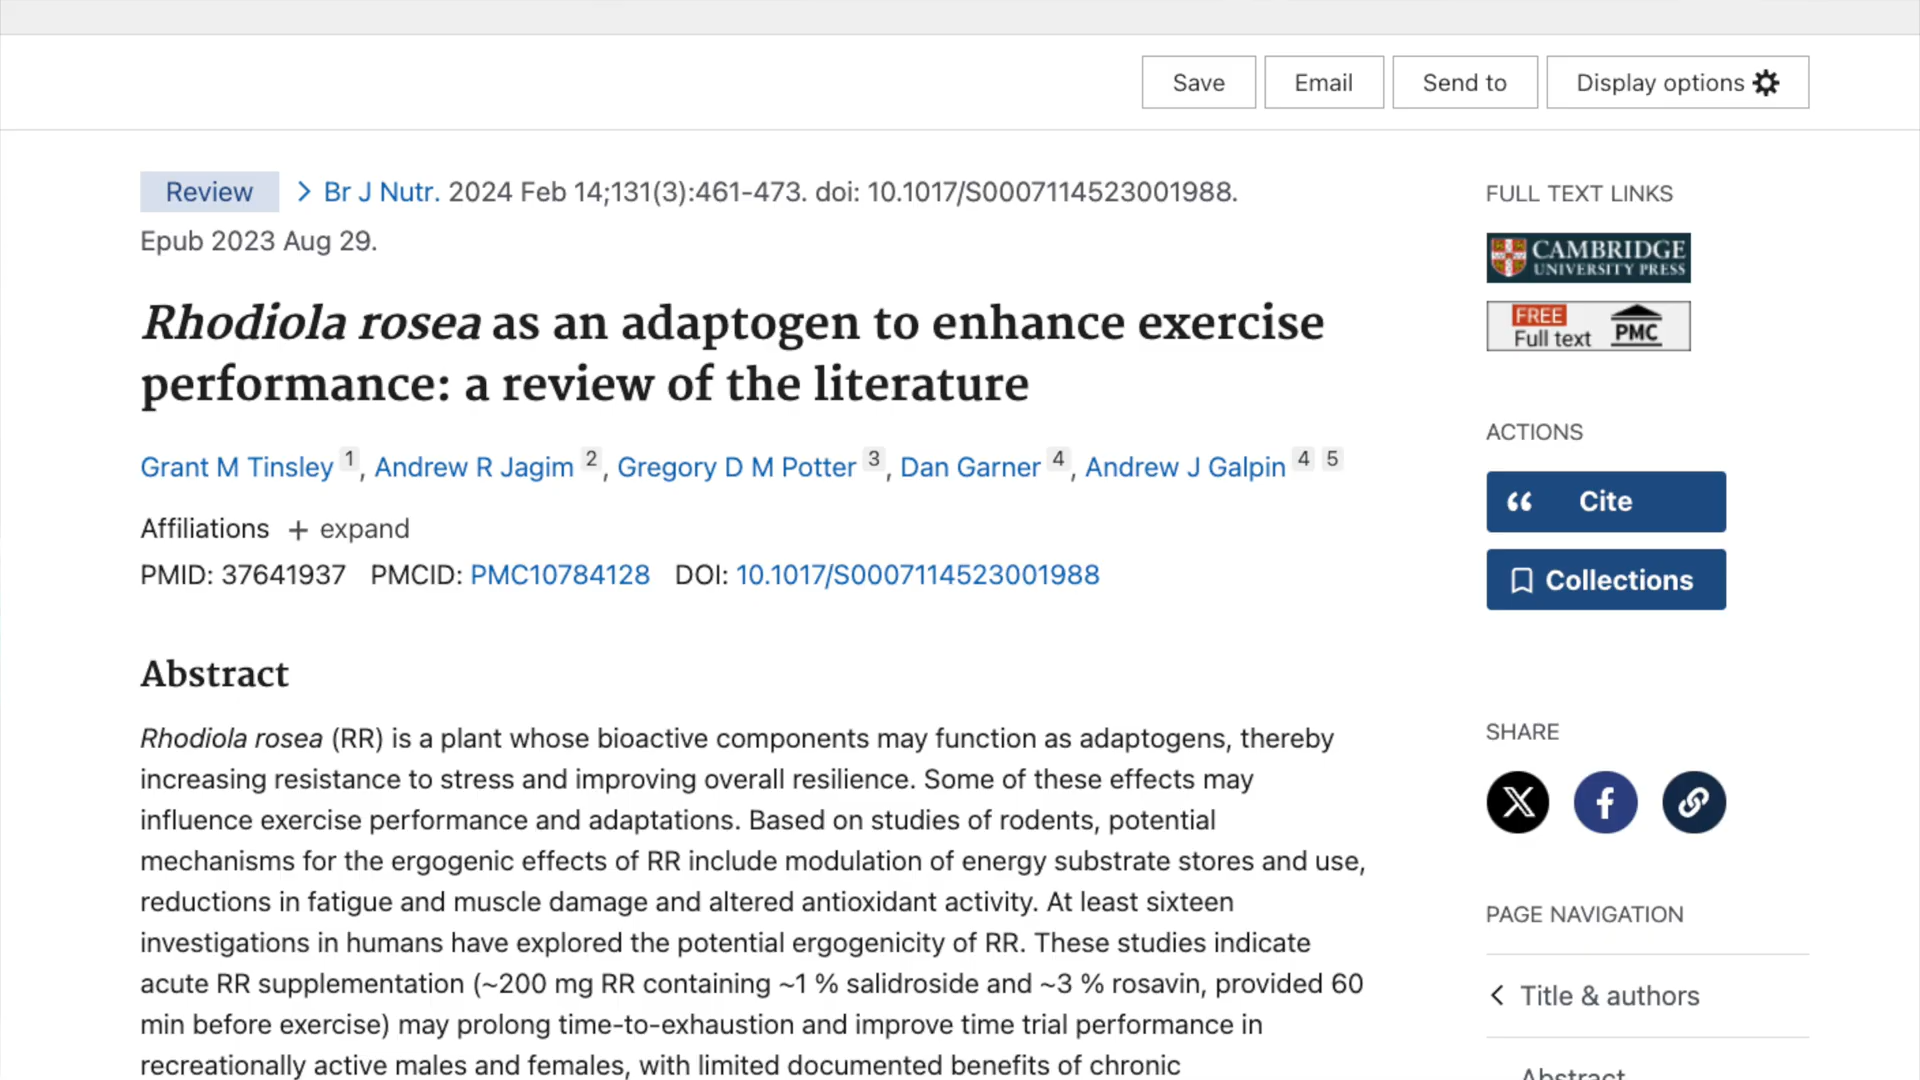 Save Email Send to Display options
Review > Br J Nutr. 2024 Feb 14;131(3):461-473. doi: 10.1017/S0007114523001988.
Epub 2023 Aug 29.
Rhodiola rosea as an adaptogen to enhance exercise
performance: a review of the literature
Grant M Tinsley 1, Andrew R Jagim 2, Gregory D M Potter 3, Dan Garner 4, Andrew J Galpin 4 5
Affiliations + expand
PMID: 37641937 PMCID: PMC10784128 DOI: 10.1017/S0007114523001988
Abstract
Rhodiola rosea (RR) is a plant whose bioactive components may function as adaptogens, thereby
increasing resistance to stress and improving overall resilience. Some of these effects may
influence exercise performance and adaptations. Based on studies of rodents, potential
mechanisms for the ergogenic effects of RR include modulation of energy substrate stores and use,
reductions in fatigue and muscle damage and altered antioxidant activity. At least sixteen
investigations in humans have explored the potential ergogenicity of RR. These studies indicate
acute RR supplementation (~200 mg RR containing ~1 % salidroside and ~3 % rosavin, provided 60
min before exercise) may prolong time-to-exhaustion and improve time trial performance in
recreationally active males and females, with limited documented benefits of chronic
FULL TEXT LINKS
CAMBRIDGE
UNIVERSITY PRESS
FREE
Full text PMC
ACTIONS
Cite
Collections
SHARE
PAGE NAVIGATION
Title & authors
Abstract